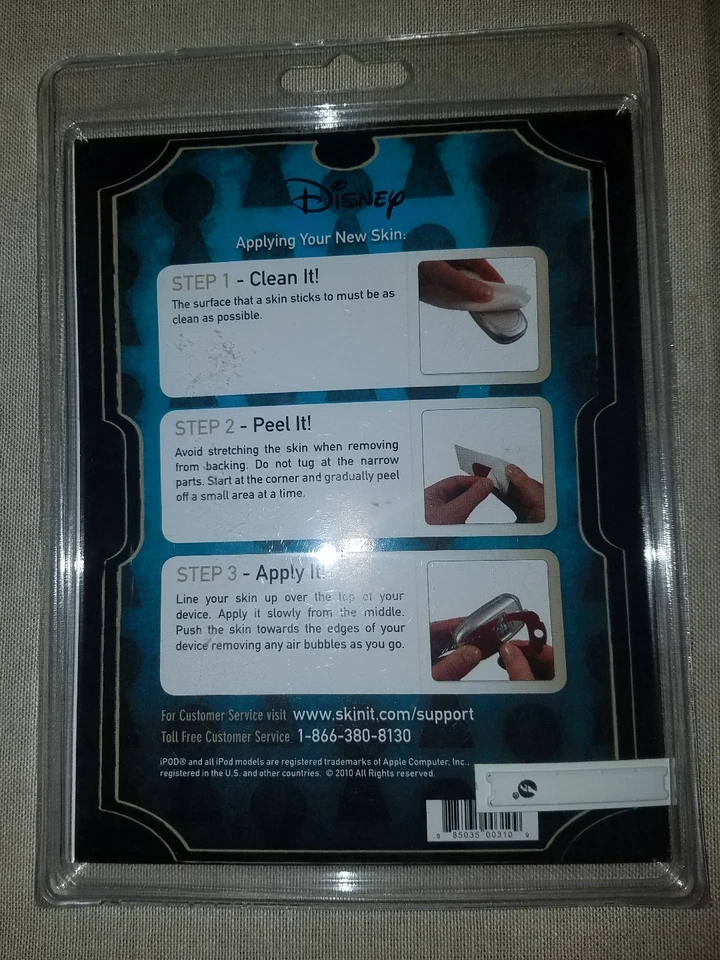 Disney
Applying Your New Skin:
STEP 1 - Clean It!
The surface that a skin sticks to must be as
clean as possible.
STEP 2 - Peel It!
Avoid stretching the skin when removing
from backing. Do not tug at the narrow
parts. Start at the corner and gradually peel
off a small area at a time.
STEP 3 - Apply It!
Line your skin up over the top of your
device. Apply it slowly from the middle.
Push the skin towards the edges of your
device removing any air bubbles as you go.
For Customer Service visit www.skinit.com/support
Toll Free Customer Service 1-866-380-8130
iPOD® and all iPod models are registered trademarks of Apple Computer, Inc.,
registered in the U.S. and other countries. © 2010 All Rights reserved.
8 85035 00310 9